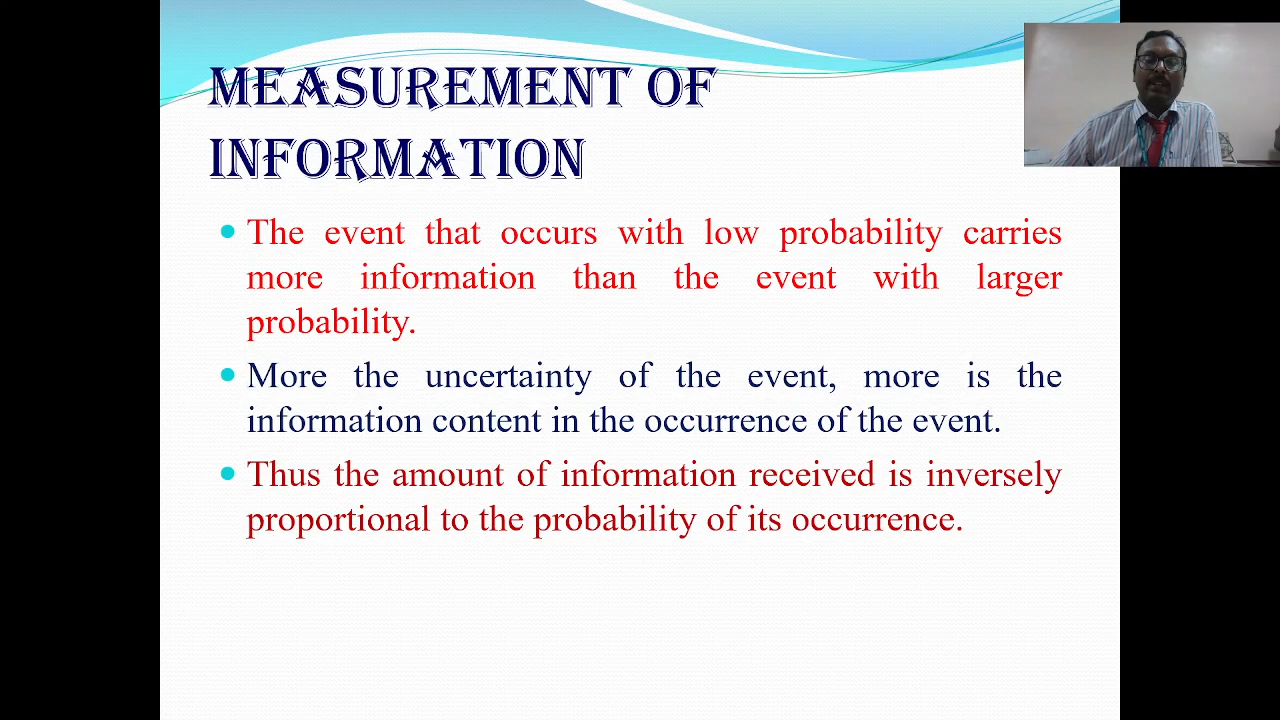 MEASUREMENT OF
INFORMATION
The event that occurs with low probability carries
more information than the event with larger
probability.
More the uncertainty of the event, more is the
information content in the occurrence of the event.
Thus the amount of information received is inversely
proportional to the probability of its occurrence.